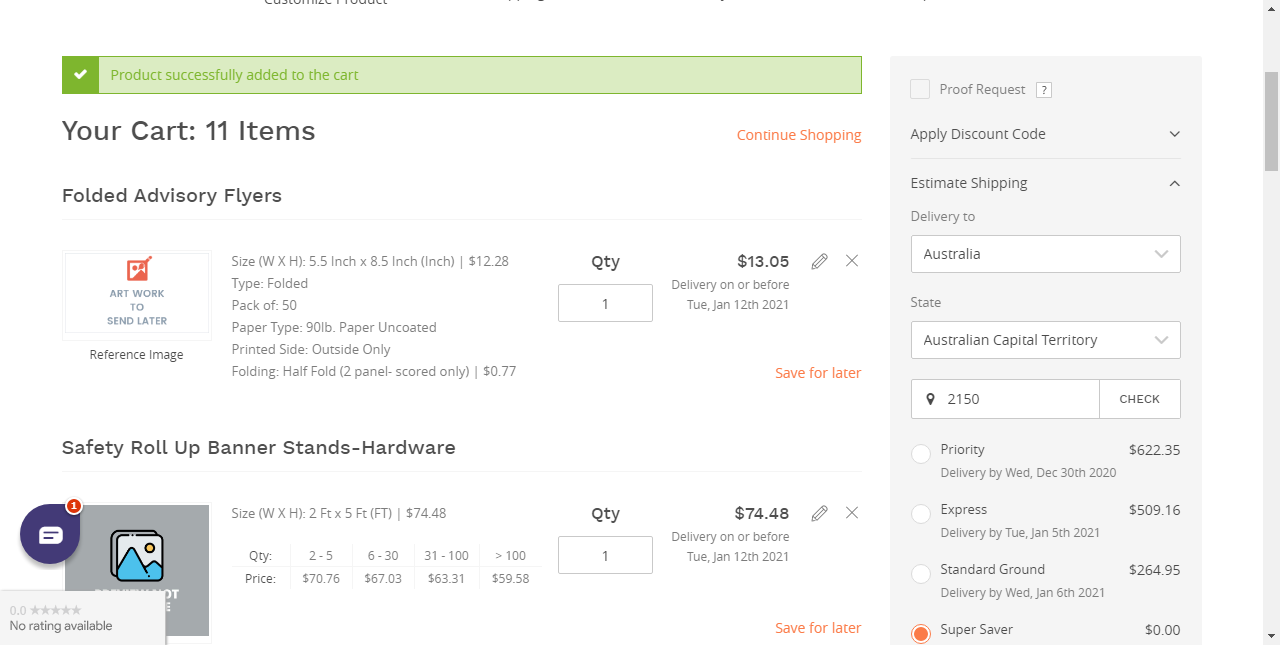 Customize Product
Product successfully added to the cart
Your Cart: 11 Items
Continue Shopping
Folded Advisory Flyers
ART WORK
TO
SEND LATER
Reference Image
Size (W X H): 5.5 Inch x 8.5 Inch (Inch) | $12.28
Type: Folded
Pack of: 50
Paper Type: 90lb. Paper Uncoated
Printed Side: Outside Only
Folding: Half Fold (2 panel- scored only) | $0.77
Qty
1
$13.05
Delivery on or before
Tue, Jan 12th 2021
Save for later
Safety Roll Up Banner Stands-Hardware
Size (W X H): 2 Ft x 5 Ft (FT) | $74.48
Qty: 2 - 5 6 - 30 31 - 100 > 100
Price: $70.76 $67.03 $63.31 $59.58
Qty
1
$74.48
Delivery on or before
Tue, Jan 12th 2021
Save for later
1
0.0
No rating available
Proof Request ?
Apply Discount Code
Estimate Shipping
Delivery to
Australia
State
Australian Capital Territory
2150 CHECK
Priority $622.35
Delivery by Wed, Dec 30th 2020
Express $509.16
Delivery by Tue, Jan 5th 2021
Standard Ground $264.95
Delivery by Wed, Jan 6th 2021
Super Saver $0.00